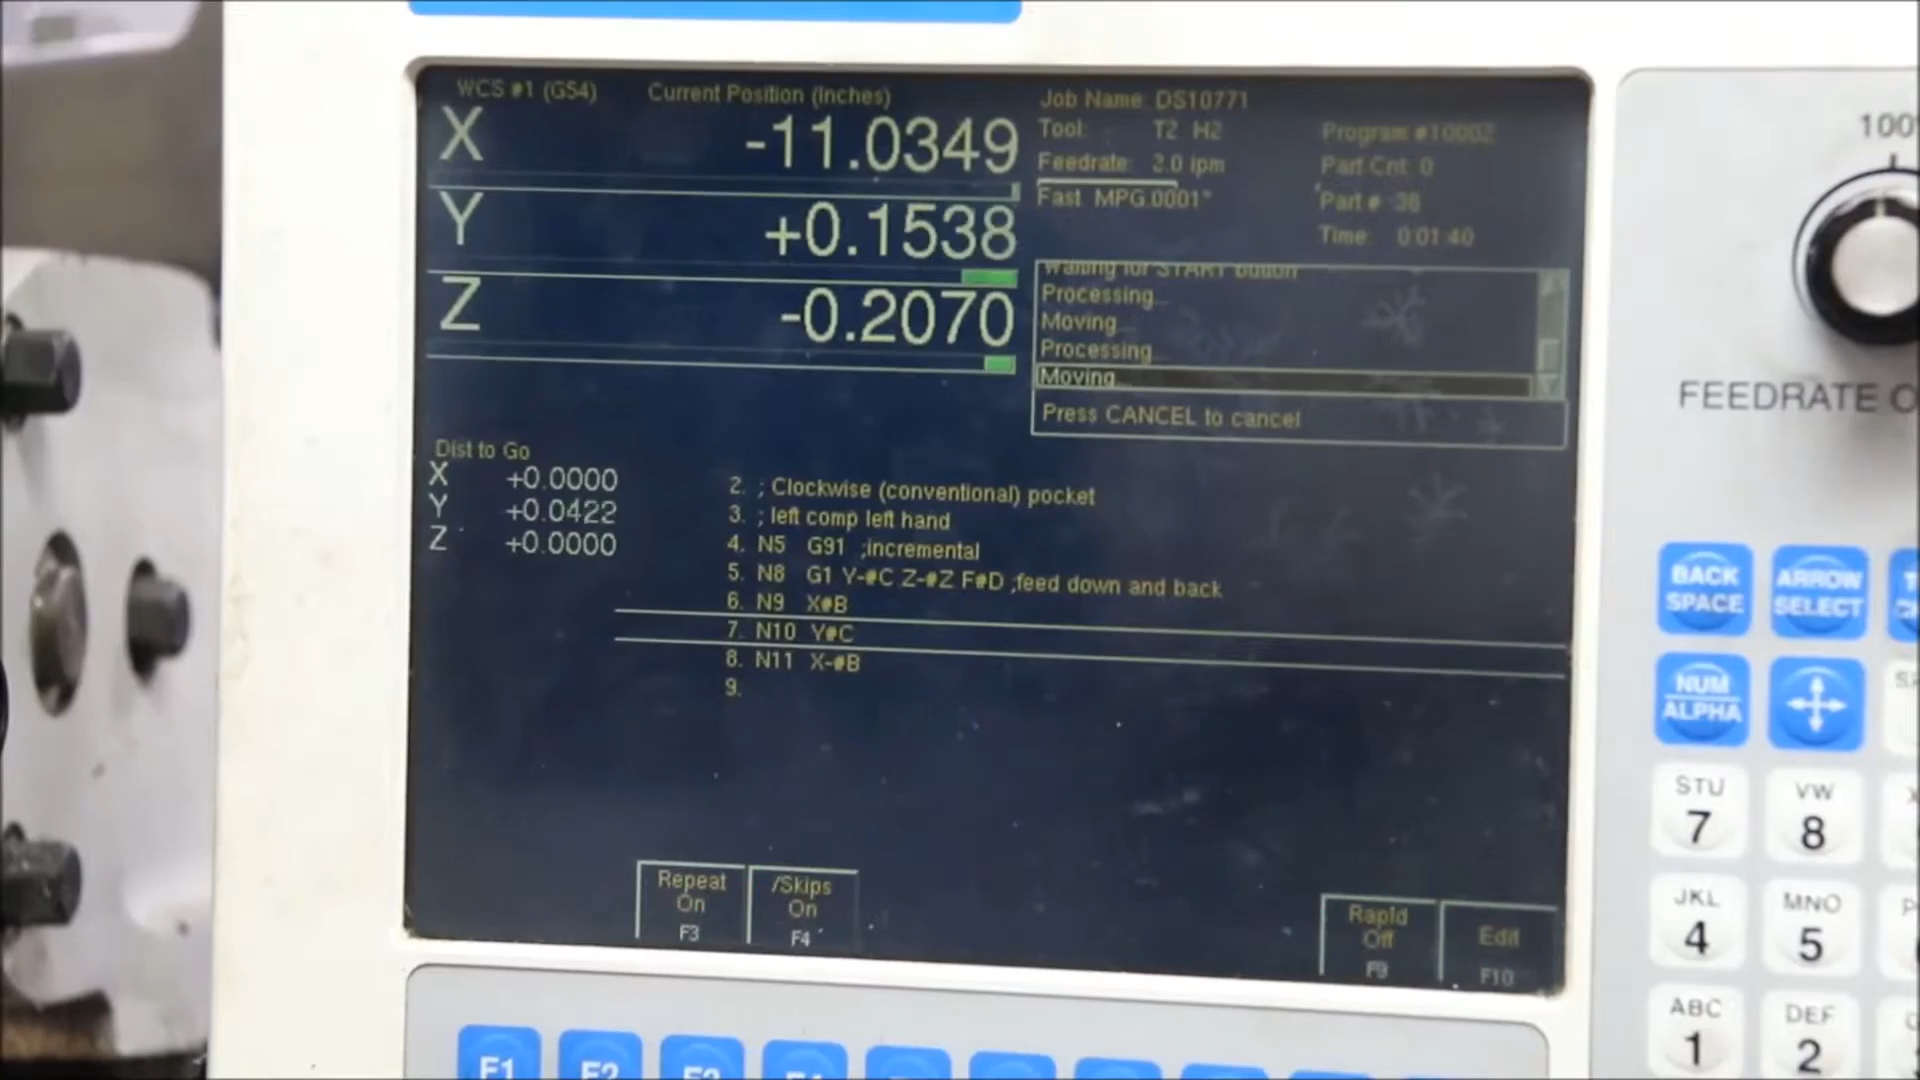 WCS #1 (G54) Current Position (Inches)
X -11.0349
Y +0.1538
Z -0.2070
Job Name: DS10771
Tool: T2 H2
Feedrate: 2.0 ipm
Fast MPG.0001"
Program #10002
Part Cnt: 0
Part # 36
Time: 0:01:40
Waiting for START button
Processing...
Moving...
Processing...
Moving...
Press CANCEL to cancel
Dist to Go
X +0.0000
Y +0.0422
Z +0.0000
2. ; Clockwise (conventional) pocket
3. ; left comp left hand
4. N5 G91 ;incremental
5. N8 G1 Y-#C Z-#Z F#D ;feed down and back
6. N9 X#B
7. N10 Y#C
8. N11 X-#B
9.
Repeat
On
F3
/Skips
On
F4
Rapid
Off
F9
Edit
F10
100
FEEDRATE
BACK
SPACE
ARROW
SELECT
NUM
ALPHA
STU
7
VW
8
JKL
4
MNO
5
ABC
1
DEF
2
F1
F2
F3
F4